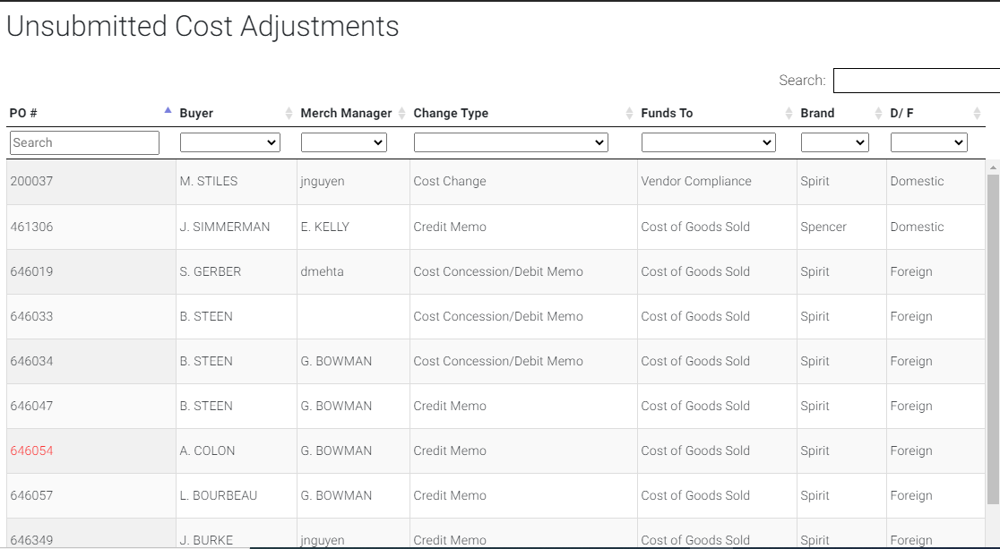 Unsubmitted Cost Adjustments
Search:
PO # Buyer Merch Manager Change Type Funds To Brand D/ F
Search
200037 M. STILES jnguyen Cost Change Vendor Compliance Spirit Domestic
461306 J. SIMMERMAN E. KELLY Credit Memo Cost of Goods Sold Spencer Domestic
646019 S. GERBER dmehta Cost Concession/Debit Memo Cost of Goods Sold Spirit Foreign
646033 B. STEEN Cost Concession/Debit Memo Cost of Goods Sold Spirit Foreign
646034 B. STEEN G. BOWMAN Cost Concession/Debit Memo Cost of Goods Sold Spirit Foreign
646047 B. STEEN G. BOWMAN Credit Memo Cost of Goods Sold Spirit Foreign
646054 A. COLON G. BOWMAN Credit Memo Cost of Goods Sold Spirit Foreign
646057 L. BOURBEAU G. BOWMAN Credit Memo Cost of Goods Sold Spirit Foreign
646349 J. BURKE jnguyen Credit Memo Cost of Goods Sold Spirit Foreign